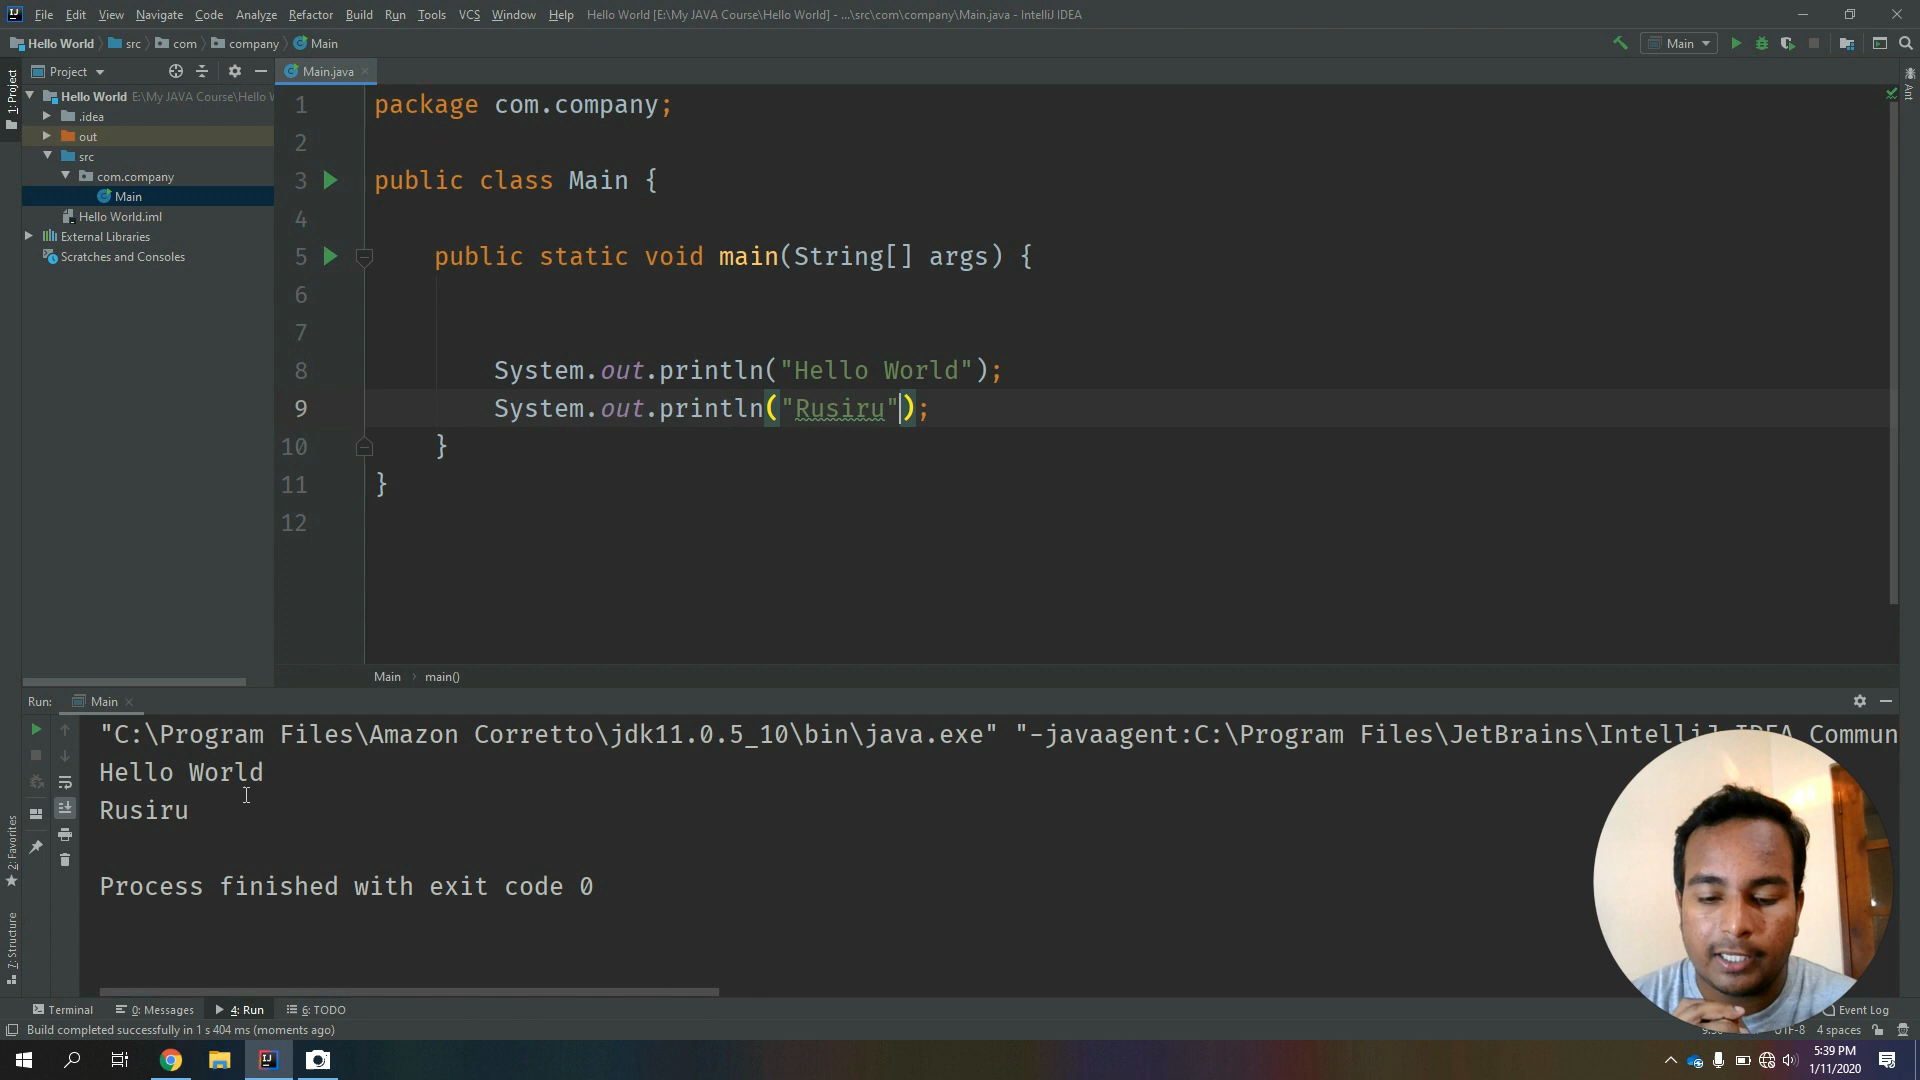 File Edit View Navigate Code Analyze Refactor Build Run Tools VCS Window Help Hello World [E:\My JAVA Course\Hello World] - ...\src\com\company\Main.java - IntelliJ IDEA
Hello World src com company Main Main
Project Main.java
1: Project
Hello World E:\My JAVA Course\Hello
.idea
out
src
com.company
Main
Hello World.iml
External Libraries
Scratches and Consoles
Ant
1 package com.company;
2
3 public class Main {
4
5 public static void main(String[] args) {
6
7
8 System.out.println("Hello World");
9 System.out.println("Rusiru");
10 }
11 }
12
Main main()
Run: Main
"C:\Program Files\Amazon Corretto\jdk11.0.5_10\bin\java.exe" "-javaagent:C:\Program Files\JetBrains\IntelliJ IDEA Commun
Hello World
Rusiru
Process finished with exit code 0
2: Favorites
7: Structure
Terminal 0: Messages 4: Run 6: TODO Event Log
Build completed successfully in 1 s 404 ms (moments ago) UTF-8 4 spaces
5:39 PM
1/11/2020